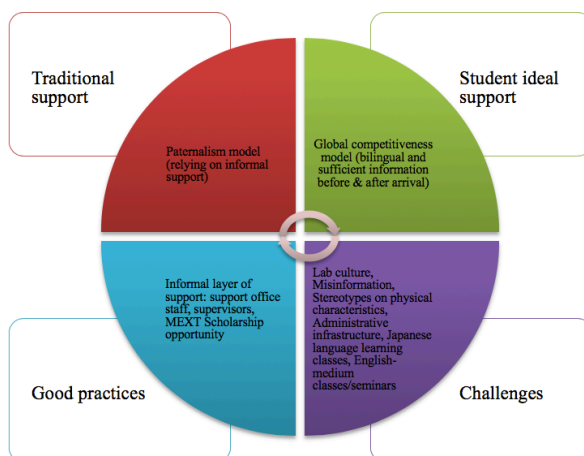 Traditional
support
Student ideal
support
Paternalism model
(relying on informal
support)
Global competitiveness
model (bilingual and
sufficient information
before & after arrival)
Informal layer of
support: support office
staff, supervisors,
MEXT Scholarship
opportunity
Lab culture,
Misinformation,
Stereotypes on physical
characteristics,
Administrative
infrastructure, Japanese
language learning
classes, English-
medium
classes/seminars
Good practices
Challenges